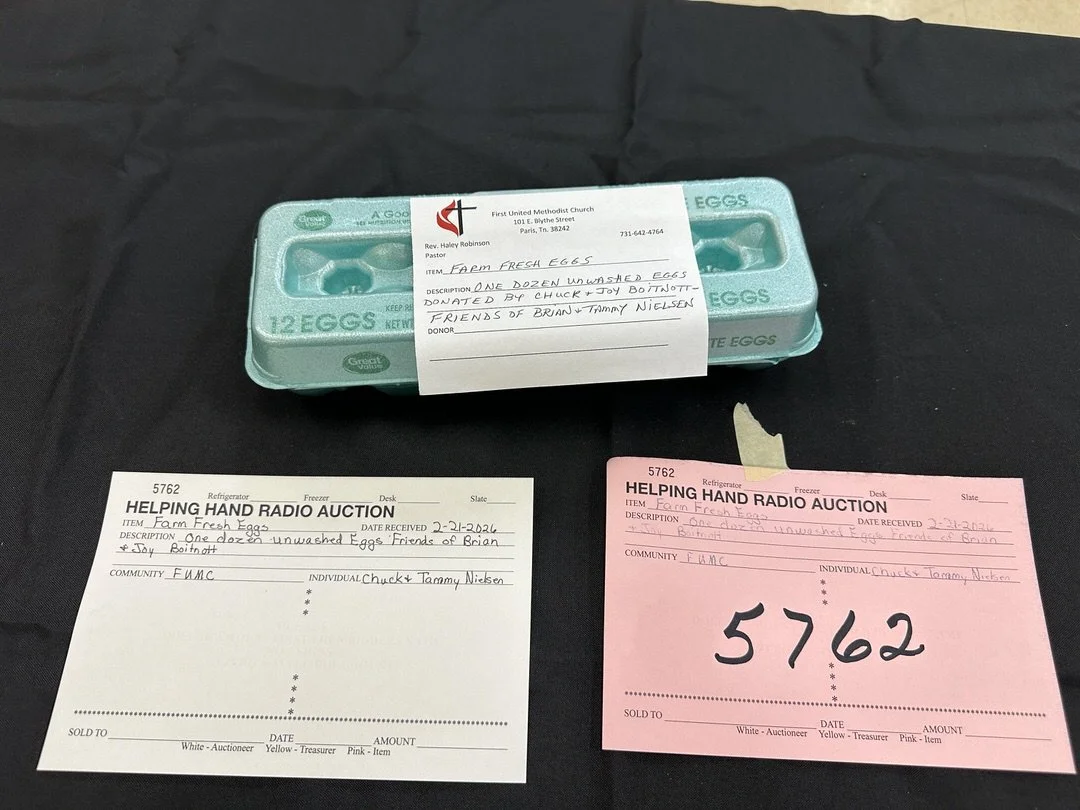 Great Value
A Goo
EGGS
KEEP RE
12 EGGS
NET W
EGGS
Great Value
TE EGGS
First United Methodist Church
101 E. Blythe Street
Paris, Tn. 38242
731-642-4764
Rev. Haley Robinson
Pastor
ITEM FARM FRESH EGGS
DESCRIPTION ONE DOZEN UNWASHED EGGS
DONATED BY CHUCK + JOY BOITNOTT-
FRIENDS OF BRIAN + TAMMY NIELSEN
DONOR
5762
Refrigerator Freezer Desk Slate
HELPING HAND RADIO AUCTION
ITEM Farm Fresh Eggs DATE RECEIVED 2-21-2026
DESCRIPTION One dozen unwashed Eggs Friends of Brian
+ Joy Boitnott
COMMUNITY FUMC INDIVIDUAL Chuck + Tammy Nielsen
SOLD TO DATE AMOUNT
White - Auctioneer Yellow - Treasurer Pink - Item
5762
Refrigerator Freezer Desk Slate
HELPING HAND RADIO AUCTION
ITEM Farm Fresh Eggs DATE RECEIVED 2-21-2026
DESCRIPTION One dozen unwashed Eggs Friends of Brian
+ Joy Boitnott
COMMUNITY FUMC INDIVIDUAL Chuck + Tammy Nielsen
5762
SOLD TO DATE AMOUNT
White - Auctioneer Yellow - Treasurer Pink - Item